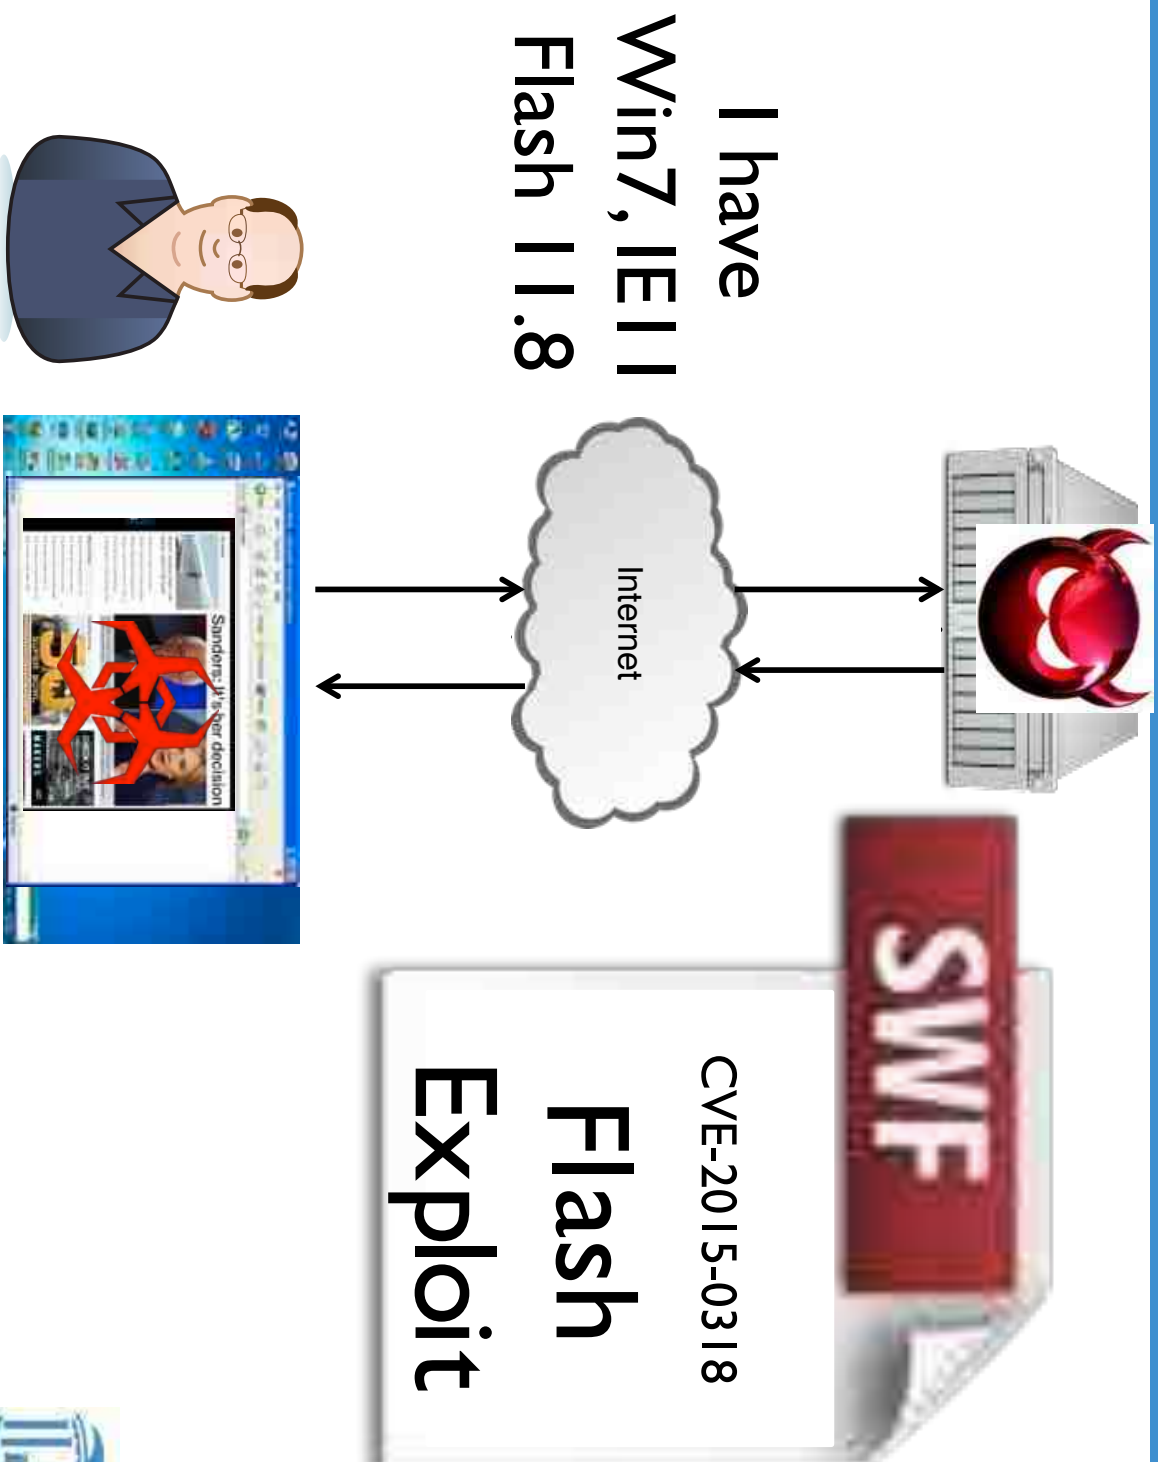 I have
Win7, IE11
Flash 11.8
Internet
SWF
CVE-2015-0318
Flash
Exploit
Sanders: It's her decision